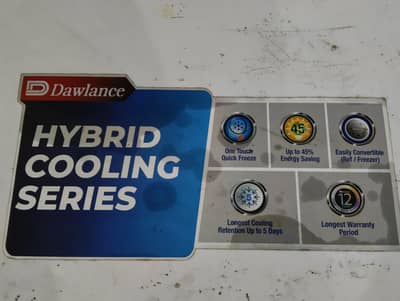 Dawlance
HYBRID
COOLING
SERIES
One Touch
Quick Freeze
45
Up to 45%
Energy Saving
Easily Convertible
(Ref / Freezer)
Longest Cooling
Retention Up to 5 Days
12
Longest Warranty
Period